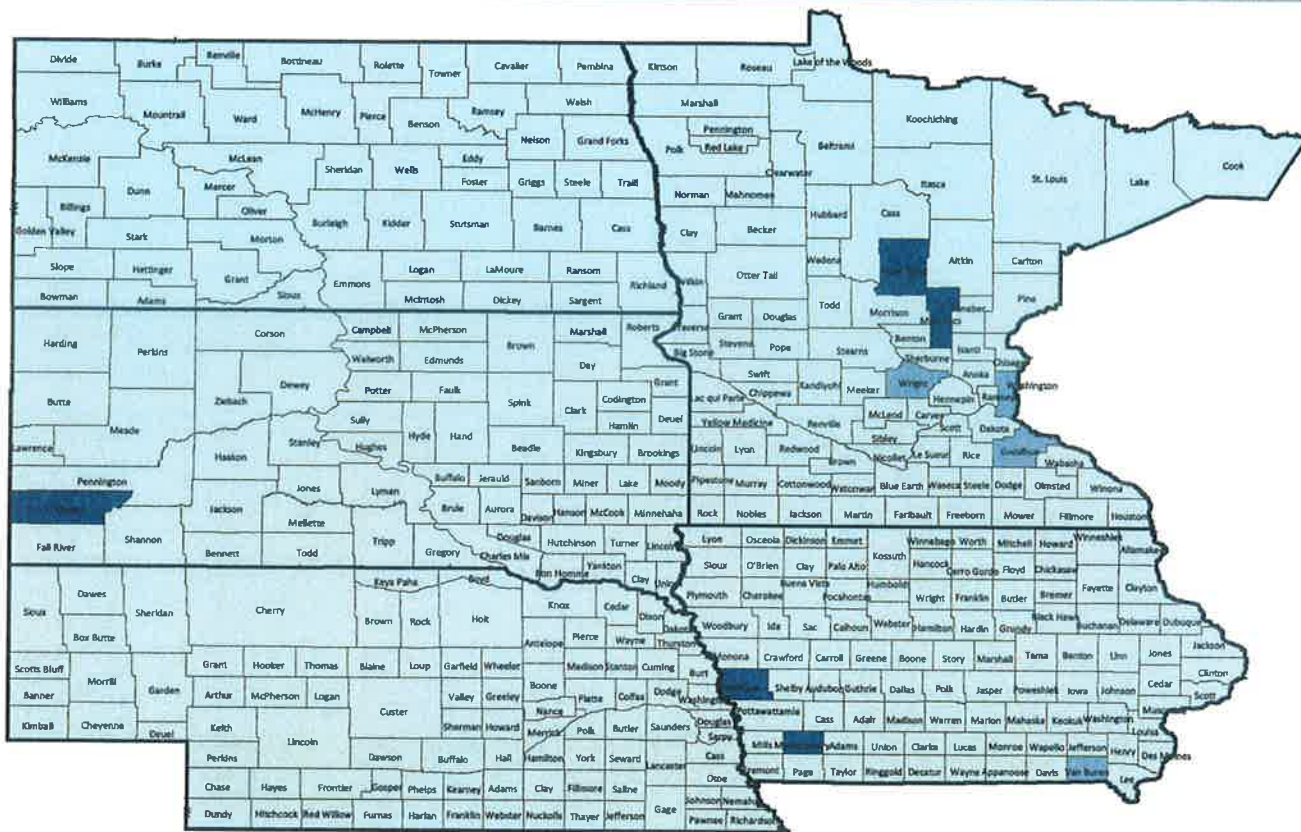 Divide Burke Renville Bottineau Rolette Towner Cavalier Pembina Kittson Roseau Lake of the Woods
Williams Mountrail Ward McHenry Pierce Benson Ramsey Walsh Marshall Koochiching
McKenzie McLean Sheridan Wells Eddy Nelson Grand Forks Polk Pennington Red Lake Beltrami Clearwater Itasca St. Louis Lake Cook
Dunn Mercer Foster Griggs Steele Traill Norman Mahnomen
Billings Oliver Burleigh Kidder Stutsman Barnes Cass Clay Becker Hubbard Cass
Golden Valley Stark Morton Wadena Aitkin Carlton
Slope Hettinger Grant Sioux Emmons Logan LaMoure Ransom Richland Wilkin Otter Tail Todd Morrison Pine
Bowman Adams McIntosh Dickey Sargent Grant Douglas
Harding Perkins Corson Campbell McPherson Brown Marshall Roberts Traverse Stevens Pope Stearns Benton Isanti
Walworth Edmunds Day Big Stone Swift Sherburne Chisago
Butte Ziebach Dewey Potter Faulk Spink Clark Codington Grant Lac qui Parle Chippewa Kandiyohi Meeker Wright Anoka Hennepin Ramsey Washington
Meade Sully Hyde Hand Hamlin Deuel Yellow Medicine Renville McLeod Carver Scott Dakota
Lawrence Haakon Stanley Hughes Beadle Kingsbury Brookings Lincoln Lyon Redwood Brown Sibley Nicollet Le Sueur Rice Goodhue Wabasha
Pennington Jones Lyman Buffalo Jerauld Sanborn Miner Lake Moody Pipestone Murray Cottonwood Watonwan Blue Earth Waseca Steele Dodge Olmsted Winona
Jackson Mellette Brule Aurora Davison Hanson McCook Minnehaha Rock Nobles Jackson Martin Faribault Freeborn Mower Fillmore Houston
Fall River Shannon Bennett Todd Tripp Gregory Charles Mix Douglas Hutchinson Turner Lincoln
Bon Homme Yankton Clay Union
Lyon Osceola Dickinson Emmet Kossuth Winnebago Worth Mitchell Howard Winneshiek Allamakee
Sioux O'Brien Clay Palo Alto Hancock Cerro Gordo Floyd Chickasaw
Plymouth Cherokee Buena Vista Pocahontas Humboldt Wright Franklin Butler Bremer Fayette Clayton
Woodbury Ida Sac Calhoun Webster Hamilton Hardin Grundy Black Hawk Buchanan Delaware Dubuque
Monona Crawford Carroll Greene Boone Story Marshall Tama Benton Linn Jones Jackson
Shelby Audubon Guthrie Dallas Polk Jasper Poweshiek Iowa Johnson Cedar Clinton Scott
Pottawattamie Cass Adair Madison Warren Marion Mahaska Keokuk Washington Louisa
Mills Adams Union Clarke Lucas Monroe Wapello Jefferson Henry Des Moines
Page Taylor Ringgold Decatur Wayne Appanoose Davis Van Buren Lee
Sioux Dawes Sheridan Cherry Keya Paha Boyd Knox Cedar Dixon
Box Butte Brown Rock Holt Antelope Pierce Wayne Thurston
Scotts Bluff Morrill Garden Grant Hooker Thomas Blaine Loup Garfield Wheeler Boone Madison Stanton Cuming Burt
Banner Arthur McPherson Logan Custer Valley Greeley Nance Platte Colfax Dodge Washington
Kimball Cheyenne Deuel Keith Lincoln Sherman Howard Merrick Polk Butler Saunders Douglas Sarpy
Perkins Dawson Buffalo Hall Hamilton York Seward Lancaster Cass Otoe
Chase Hayes Frontier Gosper Phelps Kearney Adams Clay Fillmore Saline Gage Johnson Nemaha
Dundy Hitchcock Red Willow Furnas Harlan Franklin Webster Nuckolls Thayer Jefferson Pawnee Richardson